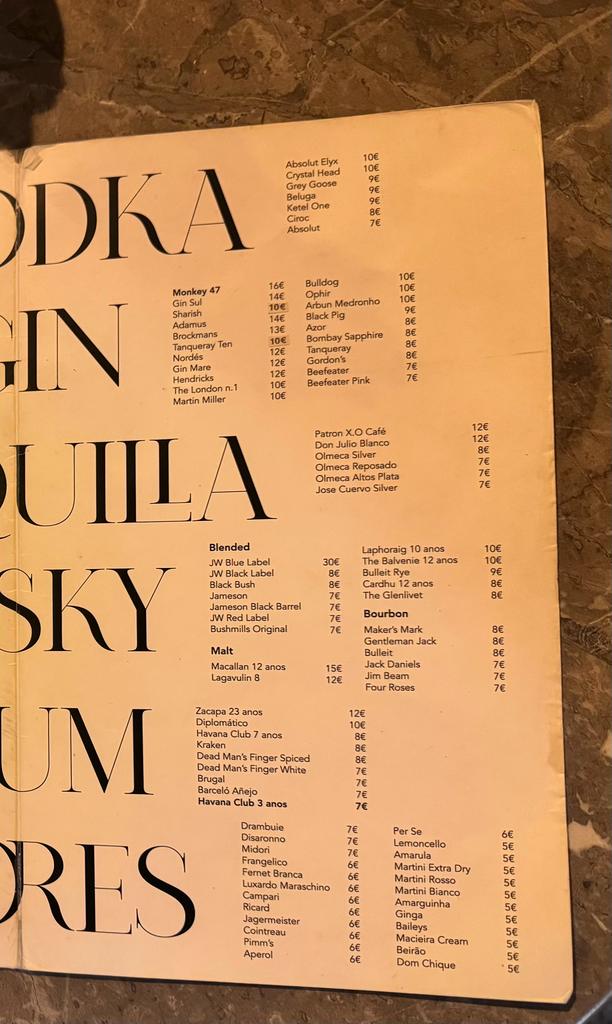 ODKA
Absolut Elyx 10€
Crystal Head 10€
Grey Goose 9€
Beluga 9€
Ketel One 9€
Ciroc 8€
Absolut 7€
GIN
Monkey 47 16€
Gin Sul 14€
Sharish 10€
Adamus 14€
Brockmans 13€
Tanqueray Ten 10€
Nordés 12€
Gin Mare 12€
Hendricks 12€
The London n.1 10€
Martin Miller 10€
Bulldog 10€
Ophir 10€
Arbun Medronho 10€
Black Pig 9€
Azor 8€
Bombay Sapphire 8€
Tanqueray 8€
Gordon's 8€
Beefeater 7€
Beefeater Pink 7€
QUILLA
Patron X.O Café 12€
Don Julio Blanco 12€
Olmeca Silver 8€
Olmeca Reposado 7€
Olmeca Altos Plata 7€
Jose Cuervo Silver 7€
SKY
Blended
JW Blue Label 30€
JW Black Label 8€
Black Bush 8€
Jameson 7€
Jameson Black Barrel 7€
JW Red Label 7€
Bushmills Original 7€
Malt
Macallan 12 anos 15€
Lagavulin 8 12€
Laphoraig 10 anos 10€
The Balvenie 12 anos 10€
Bulleit Rye 9€
Cardhu 12 anos 8€
The Glenlivet 8€
Bourbon
Maker's Mark 8€
Gentleman Jack 8€
Bulleit 8€
Jack Daniels 7€
Jim Beam 7€
Four Roses 7€
UM
Zacapa 23 anos 12€
Diplomático 10€
Havana Club 7 anos 8€
Kraken 8€
Dead Man's Finger Spiced 8€
Dead Man's Finger White 7€
Brugal 7€
Barceló Añejo 7€
Havana Club 3 anos 7€
ORES
Drambuie 7€
Disaronno 7€
Midori 7€
Frangelico 6€
Fernet Branca 6€
Luxardo Maraschino 6€
Campari 6€
Ricard 6€
Jagermeister 6€
Cointreau 6€
Pimm's 6€
Aperol 6€
Per Se 6€
Lemoncello 5€
Amarula 5€
Martini Extra Dry 5€
Martini Rosso 5€
Martini Bianco 5€
Amarguinha 5€
Ginga 5€
Baileys 5€
Macieira Cream 5€
Beirão 5€
Dom Chique 5€